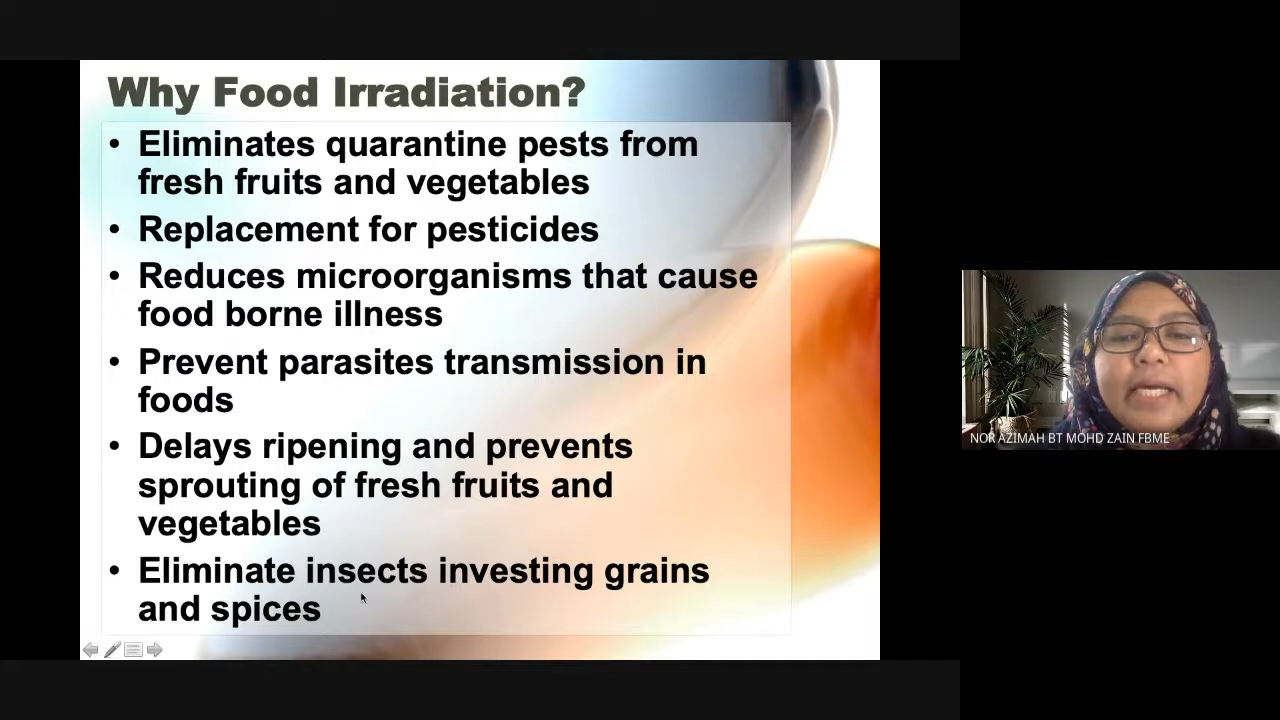 Why Food Irradiation?
• Eliminates quarantine pests from
fresh fruits and vegetables
• Replacement for pesticides
• Reduces microorganisms that cause
food borne illness
• Prevent parasites transmission in
foods
• Delays ripening and prevents
sprouting of fresh fruits and
vegetables
• Eliminate insects investing grains
and spices
NOR AZIMAH BT MOHD ZAIN FBME